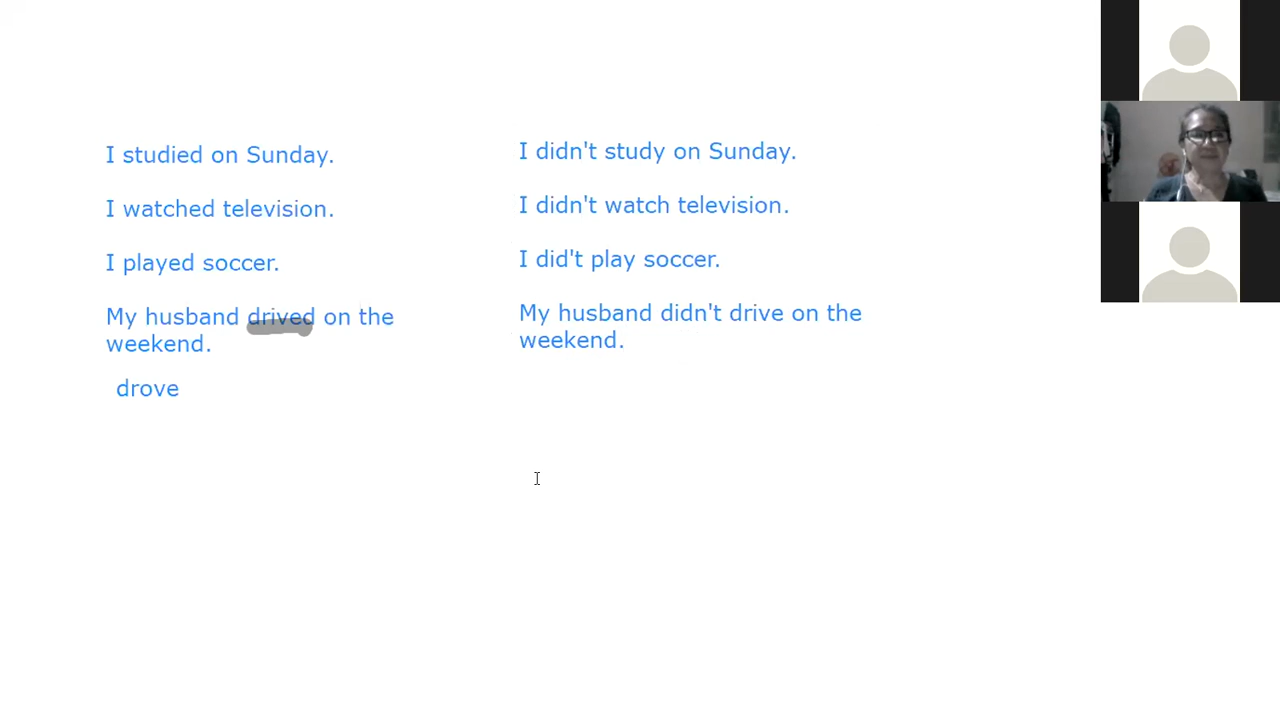 I studied on Sunday.
I watched television.
I played soccer.
My husband drived on the
weekend.
drove
I didn't study on Sunday.
I didn't watch television.
I did't play soccer.
My husband didn't drive on the
weekend.